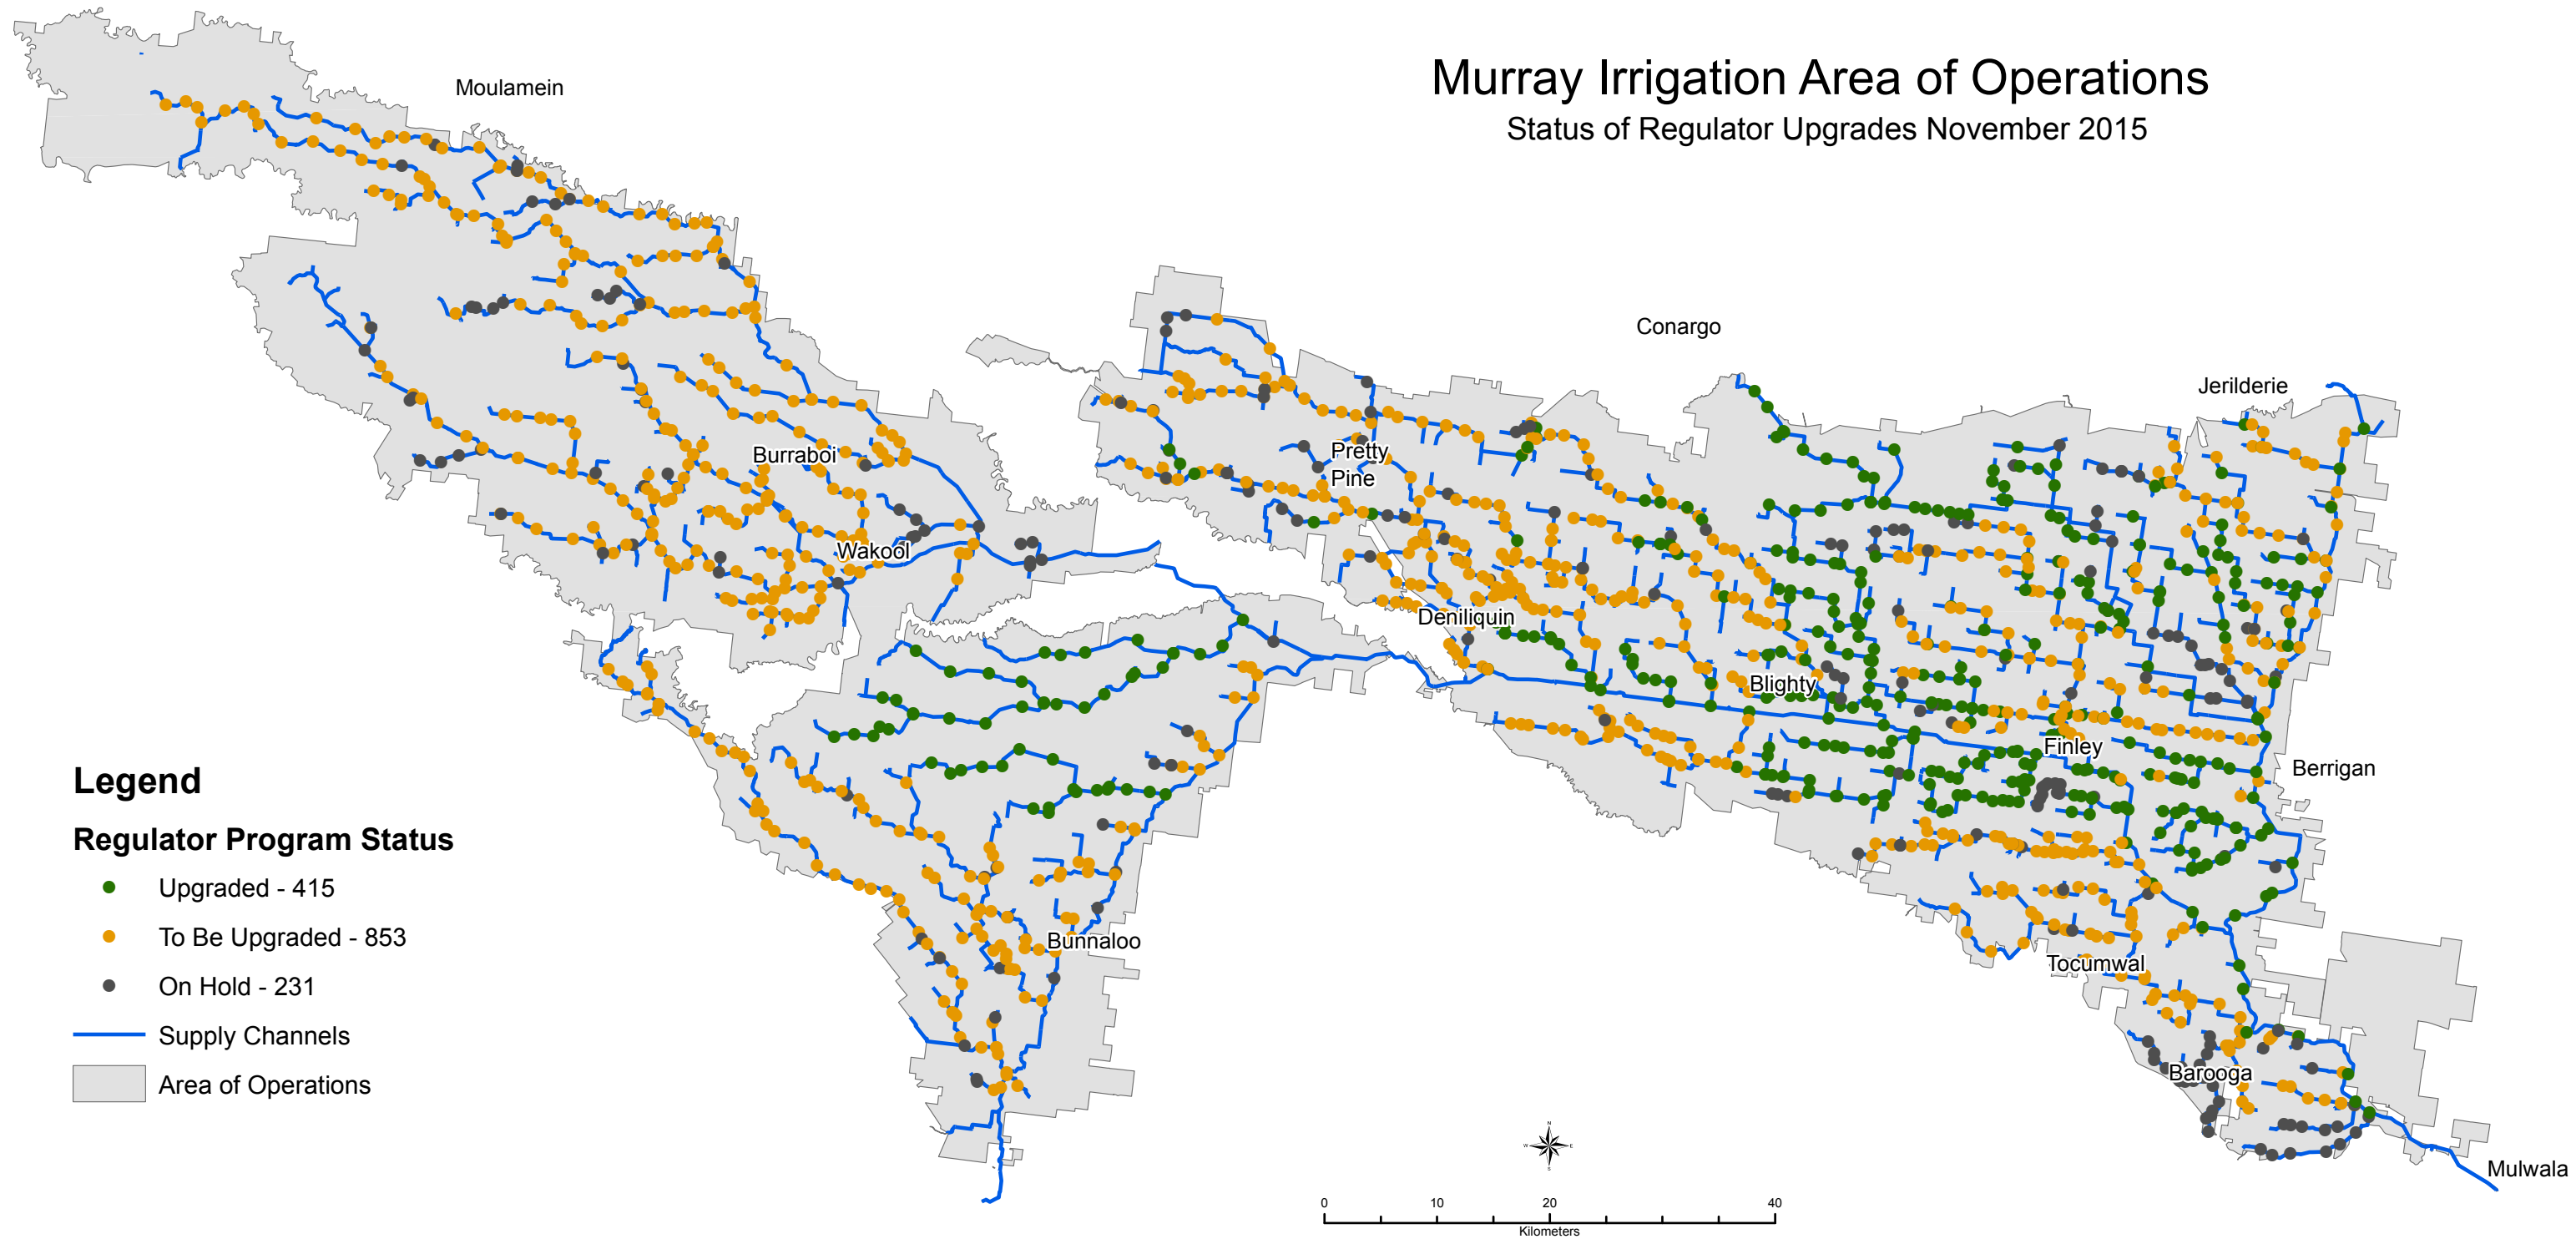 Murray Irrigation Area of Operations
Status of Regulator Upgrades November 2015
Moulamein
Conargo
Jerilderie
Burraboi
Pretty
Pine
Wakool
Deniliquin
Blighty
Finley
Berrigan
Bunnaloo
Tocumwal
Barooga
Mulwala
Legend
Regulator Program Status
Upgraded - 415
To Be Upgraded - 853
On Hold - 231
Supply Channels
Area of Operations
N
W E
S
0 10 20 40
Kilometers